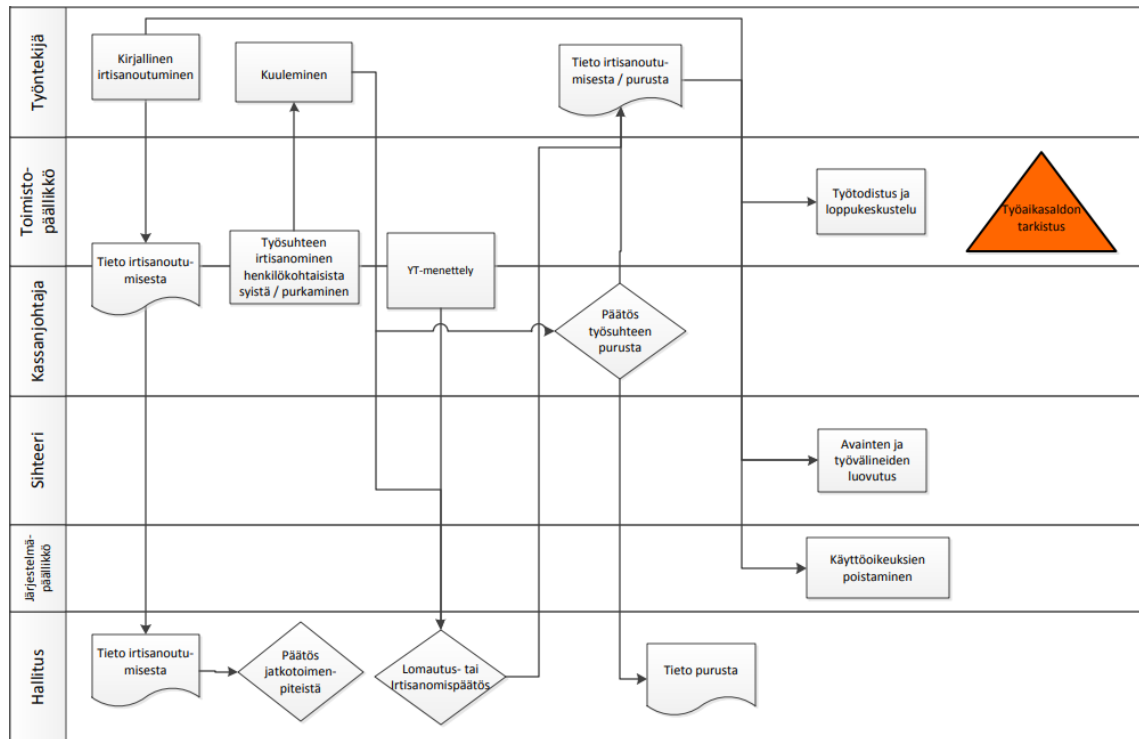 Työntekijä
Kirjallinen
irtisanoutuminen
Kuuleminen
Tieto irtisanoutu-
misesta / purusta
Toimisto-
päällikkö
Tieto irtisanoutu-
misesta
Työsuhteen
irtisanominen
henkilökohtaisista
syistä / purkaminen
YT-menettely
Työtodistus ja
loppukeskustelu
Työaikasaldon
tarkistus
Kassanjohtaja
Päätös
työsuhteen
purusta
Sihteeri
Avainten ja
työvälineiden
luovutus
Järjestelmä-
päällikkö
Käyttöoikeuksien
poistaminen
Hallitus
Tieto irtisanoutu-
misesta
Päätös
jatkotoimen-
piteistä
Lomautus- tai
Irtisanomispäätös
Tieto purusta